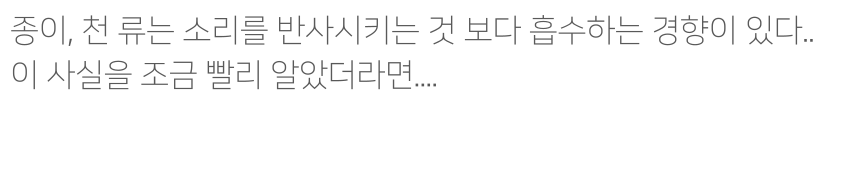 종이, 천 류는 소리를 반사시키는 것 보다 흡수하는 경향이 있다..
이 사실을 조금 빨리 알았더라면....